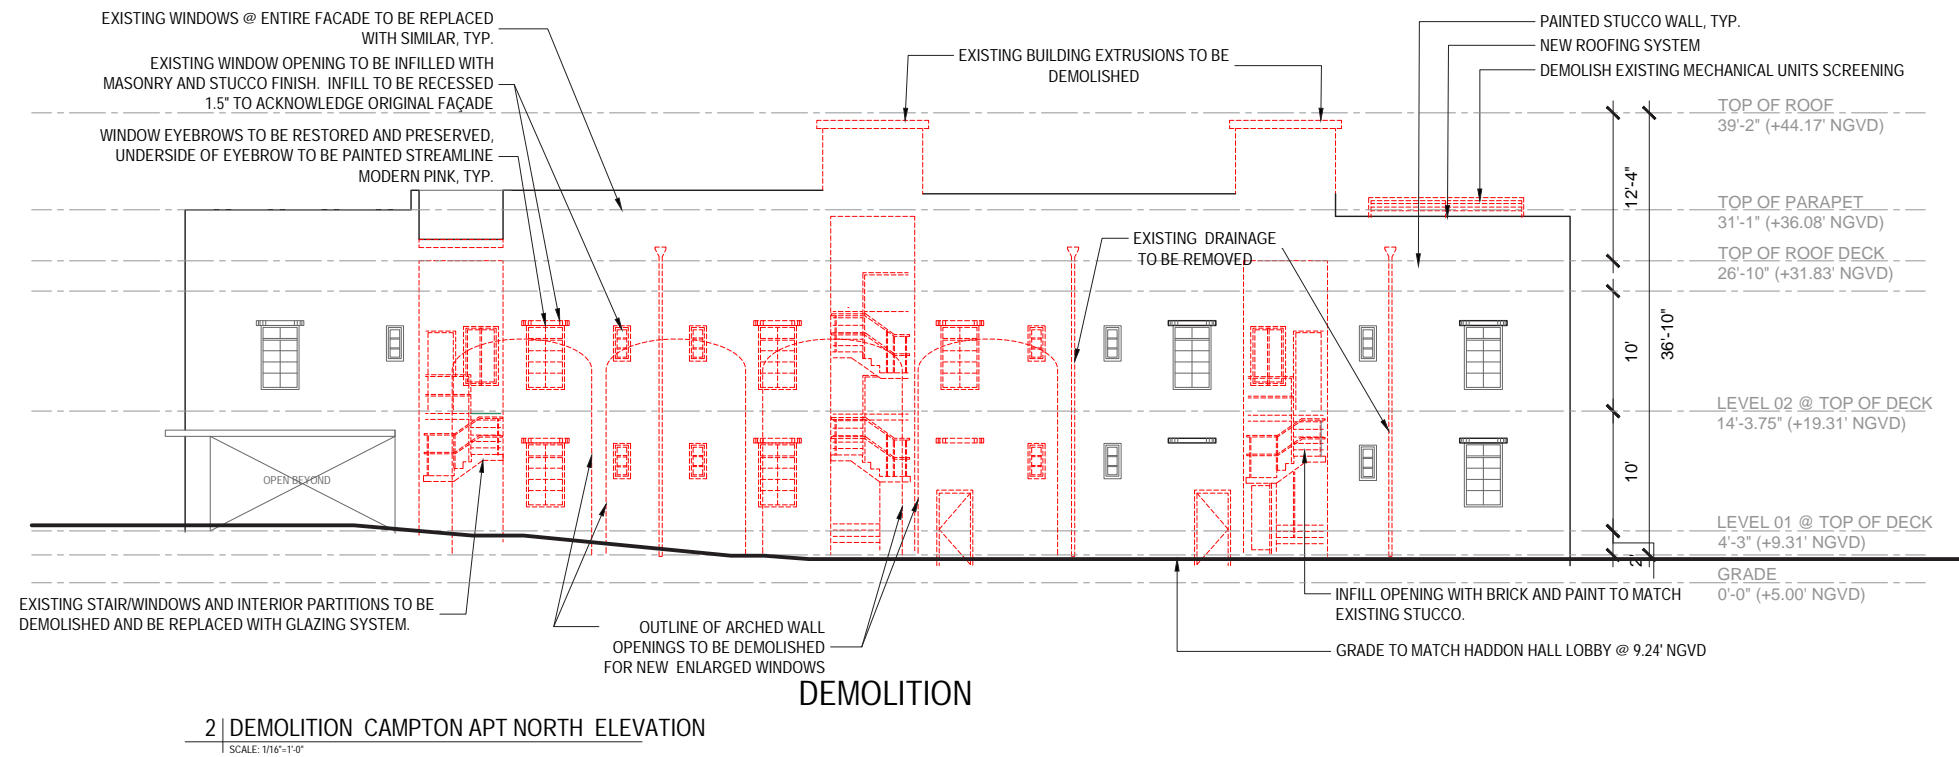 EXISTING WINDOWS @ ENTIRE FACADE TO BE REPLACED
WITH SIMILAR, TYP.
EXISTING WINDOW OPENING TO BE INFILLED WITH
MASONRY AND STUCCO FINISH. INFILL TO BE RECESSED
1.5" TO ACKNOWLEDGE ORIGINAL FAÇADE
WINDOW EYEBROWS TO BE RESTORED AND PRESERVED,
UNDERSIDE OF EYEBROW TO BE PAINTED STREAMLINE
MODERN PINK, TYP.
EXISTING BUILDING EXTRUSIONS TO BE
DEMOLISHED
PAINTED STUCCO WALL, TYP.
NEW ROOFING SYSTEM
DEMOLISH EXISTING MECHANICAL UNITS SCREENING
TOP OF ROOF
39'-2" (+44.17' NGVD)
12'-4"
TOP OF PARAPET
31'-1" (+36.08' NGVD)
EXISTING DRAINAGE
TO BE REMOVED
TOP OF ROOF DECK
26'-10" (+31.83' NGVD)
10'
36'-10"
LEVEL 02 @ TOP OF DECK
14'-3.75" (+19.31' NGVD)
OPEN BEYOND
10'
LEVEL 01 @ TOP OF DECK
4'-3" (+9.31' NGVD)
2'
GRADE
0'-0" (+5.00' NGVD)
EXISTING STAIR/WINDOWS AND INTERIOR PARTITIONS TO BE
DEMOLISHED AND BE REPLACED WITH GLAZING SYSTEM.
OUTLINE OF ARCHED WALL
OPENINGS TO BE DEMOLISHED
FOR NEW ENLARGED WINDOWS
INFILL OPENING WITH BRICK AND PAINT TO MATCH
EXISTING STUCCO.
GRADE TO MATCH HADDON HALL LOBBY @ 9.24' NGVD
DEMOLITION
2 DEMOLITION CAMPTON APT NORTH ELEVATION
SCALE: 1/16"=1'-0"